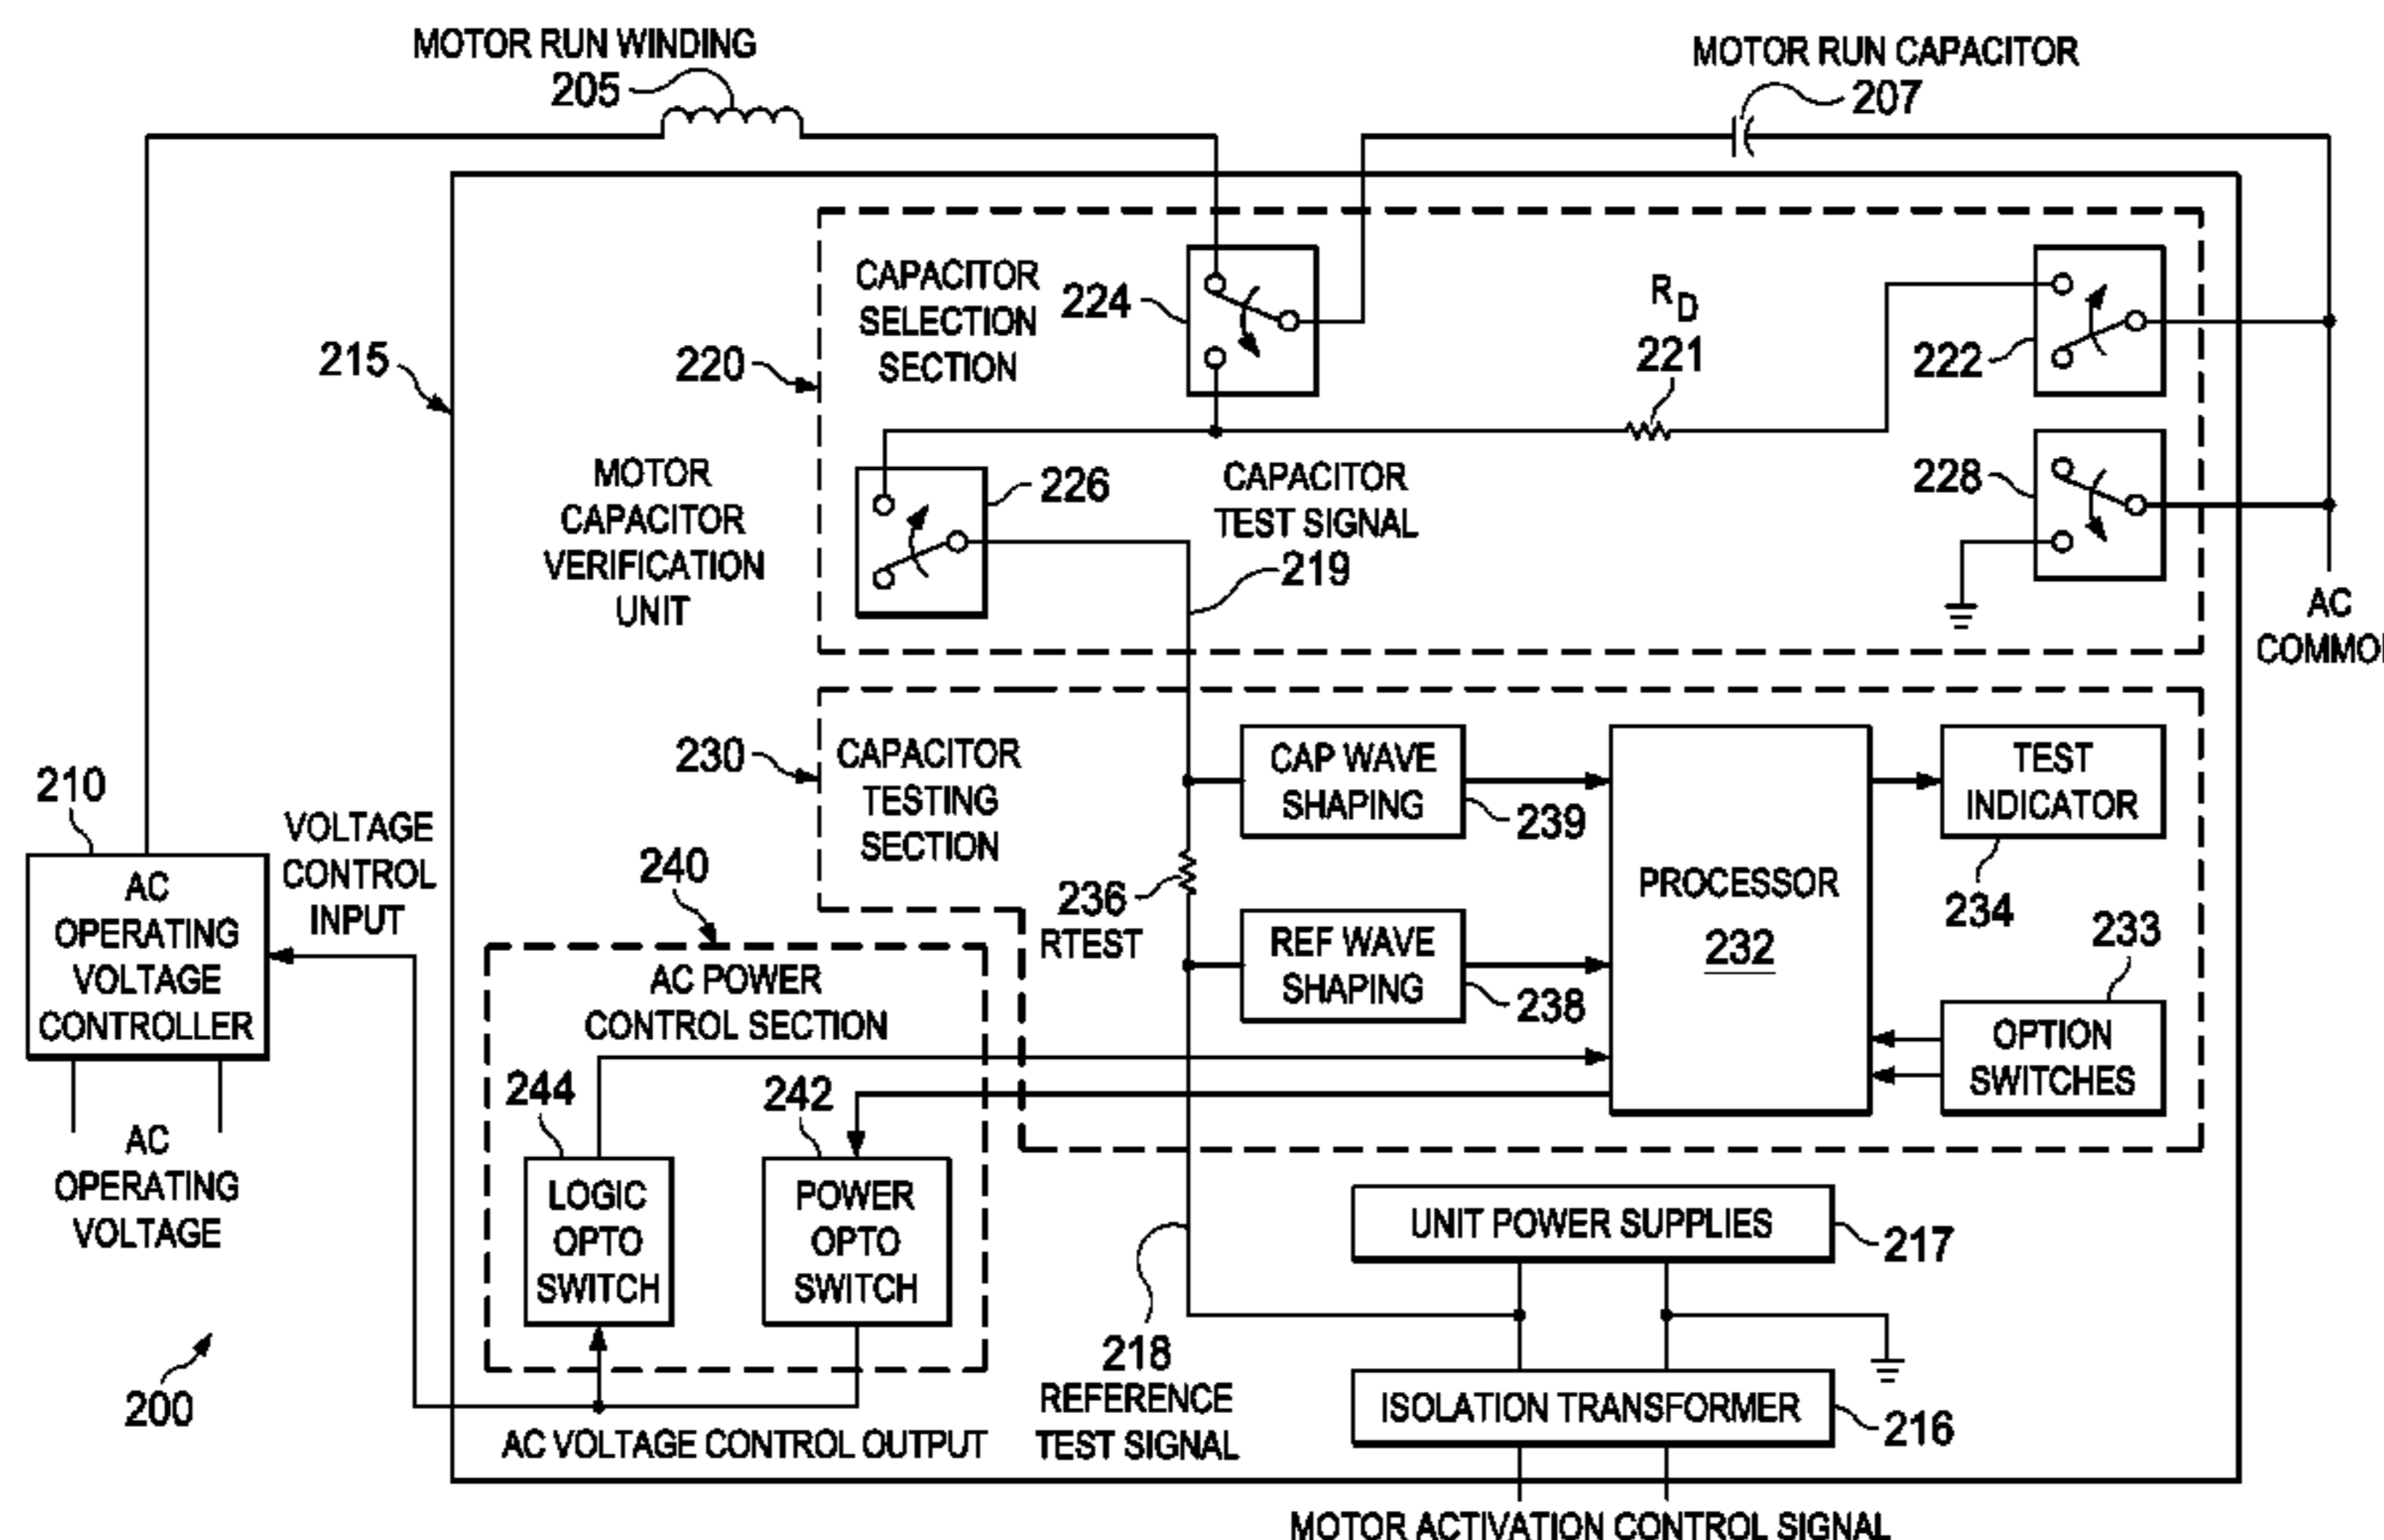 MOTOR RUN WINDING
205
MOTOR RUN CAPACITOR
207
CAPACITOR
SELECTION
SECTION
224
R D
221
222
215
220
228
MOTOR
CAPACITOR
VERIFICATION
UNIT
226
CAPACITOR
TEST SIGNAL
219
AC
COMMO
230
CAPACITOR
TESTING
SECTION
CAP WAVE
SHAPING
239
PROCESSOR
232
TEST
INDICATOR
234
210
VOLTAGE
CONTROL
INPUT
240
236
RTEST
REF WAVE
SHAPING
238
233
OPTION
SWITCHES
AC
OPERATING
VOLTAGE
CONTROLLER
AC POWER
CONTROL SECTION
244
242
AC
OPERATING
VOLTAGE
LOGIC
OPTO
SWITCH
POWER
OPTO
SWITCH
UNIT POWER SUPPLIES
217
218
REFERENCE
TEST SIGNAL
ISOLATION TRANSFORMER
216
200
AC VOLTAGE CONTROL OUTPUT
MOTOR ACTIVATION CONTROL SIGNAL